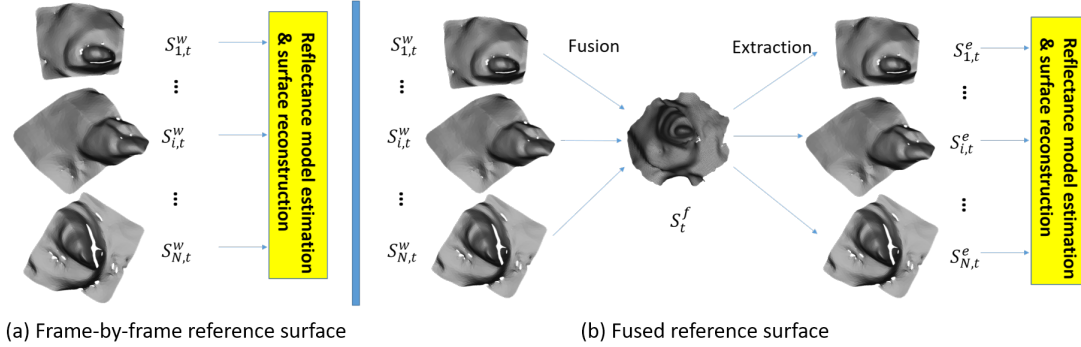 S^w_{1,t}
...
S^w_{i,t}
...
S^w_{N,t}
Reflectance model estimation
& surface reconstruction
(a) Frame-by-frame reference surface
S^w_{1,t}
...
S^w_{i,t}
...
S^w_{N,t}
Fusion
S^f_t
Extraction
S^e_{1,t}
...
S^e_{i,t}
...
S^e_{N,t}
Reflectance model estimation
& surface reconstruction
(b) Fused reference surface